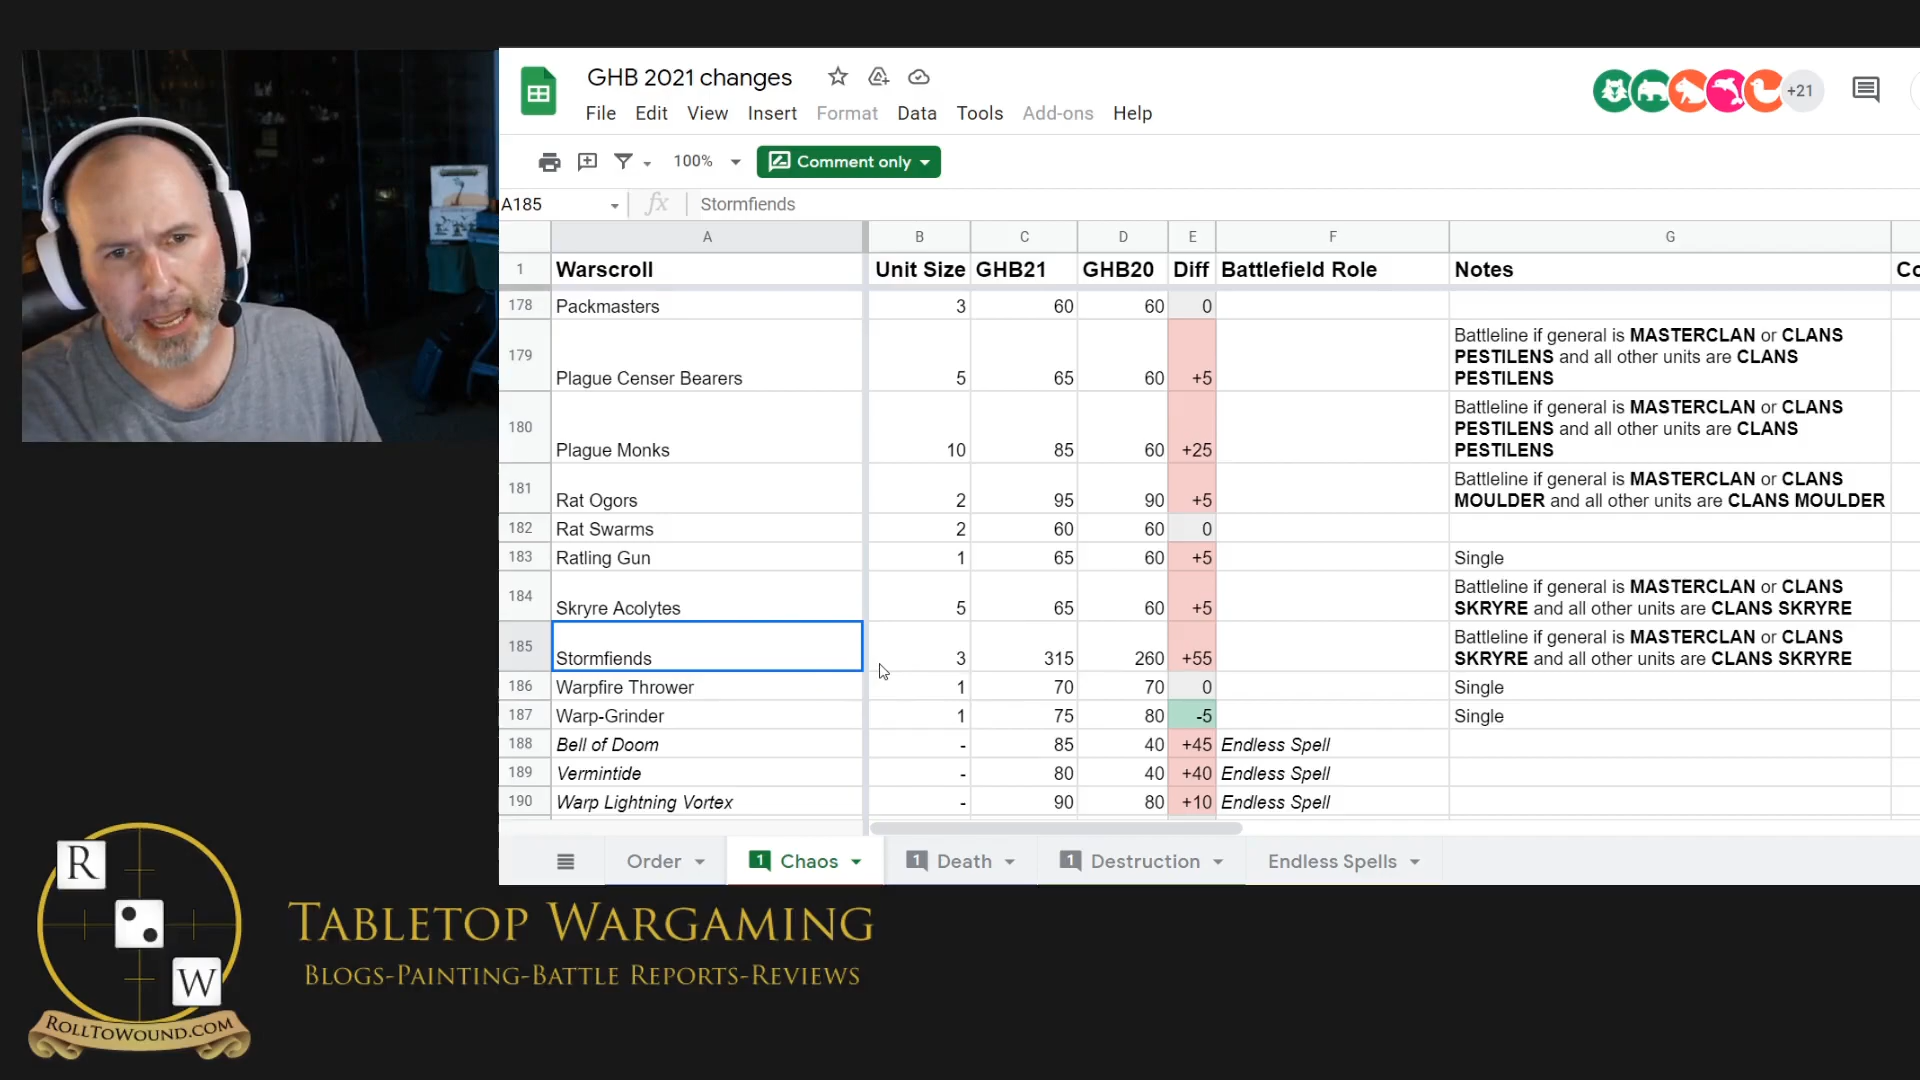 GHB 2021 changes
+21
File Edit View Insert Format Data Tools Add-ons Help
100% Comment only
A185 fx Stormfiends
A B C D E F G
1 Warscroll Unit Size GHB21 GHB20 Diff Battlefield Role Notes Co
178 Packmasters 3 60 60 0
179 Plague Censer Bearers 5 65 60 +5 Battleline if general is MASTERCLAN or CLANS
PESTILENS and all other units are CLANS
PESTILENS
180 Plague Monks 10 85 60 +25 Battleline if general is MASTERCLAN or CLANS
PESTILENS and all other units are CLANS
PESTILENS
181 Rat Ogors 2 95 90 +5 Battleline if general is MASTERCLAN or CLANS
MOULDER and all other units are CLANS MOULDER
182 Rat Swarms 2 60 60 0
183 Ratling Gun 1 65 60 +5 Single
184 Skryre Acolytes 5 65 60 +5 Battleline if general is MASTERCLAN or CLANS
SKRYRE and all other units are CLANS SKRYRE
185 Stormfiends 3 315 260 +55 Battleline if general is MASTERCLAN or CLANS
SKRYRE and all other units are CLANS SKRYRE
186 Warpfire Thrower 1 70 70 0 Single
187 Warp-Grinder 1 75 80 -5 Single
188 Bell of Doom - 85 40 +45 Endless Spell
189 Vermintide - 80 40 +40 Endless Spell
190 Warp Lightning Vortex - 90 80 +10 Endless Spell
Order 1 Chaos 1 Death 1 Destruction Endless Spells
R
W
ROLLTOWOUND.COM
TABLETOP WARGAMING
BLOGS-PAINTING-BATTLE REPORTS-REVIEWS